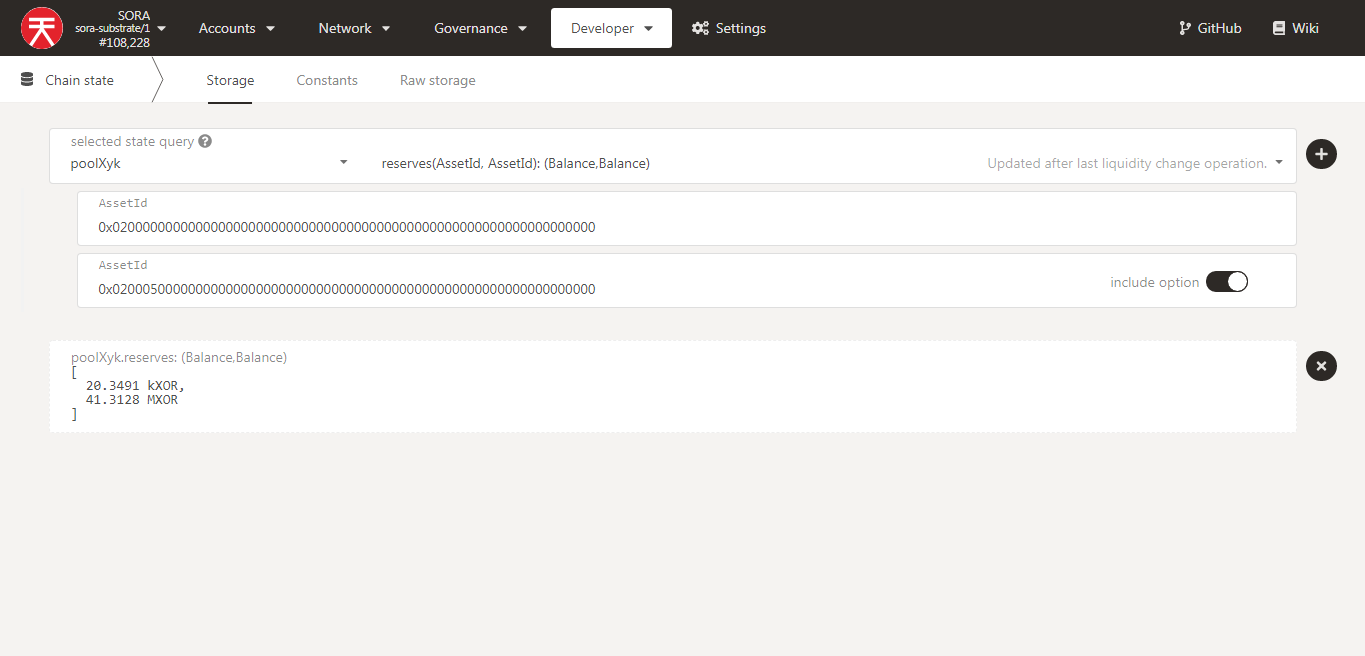 SORA
sora-substrate/1
#108,228
Accounts
Network
Governance
Developer
Settings
GitHub
Wiki
Chain state
Storage
Constants
Raw storage
selected state query
poolXyk
reserves(AssetId, AssetId): (Balance,Balance)
Updated after last liquidity change operation.
AssetId
0x0200000000000000000000000000000000000000000000000000000000000000
AssetId
0x0200050000000000000000000000000000000000000000000000000000000000
include option
poolXyk.reserves: (Balance,Balance)
[
20.3491 kXOR,
41.3128 MXOR
]